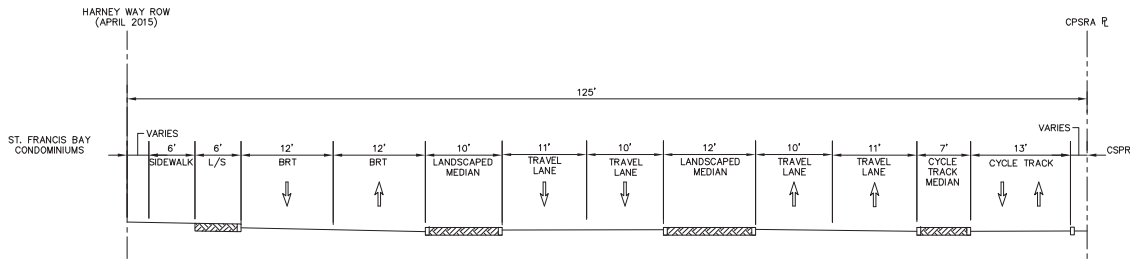 HARNEY WAY ROW
(APRIL 2015)
CPSRA PL
125'
ST. FRANCIS BAY
CONDOMINIUMS
VARIES
VARIES
CSPR
6'
SIDEWALK
6'
L/S
12'
BRT
12'
BRT
10'
LANDSCAPED
MEDIAN
11'
TRAVEL
LANE
10'
TRAVEL
LANE
12'
LANDSCAPED
MEDIAN
10'
TRAVEL
LANE
11'
TRAVEL
LANE
7'
CYCLE
TRACK
MEDIAN
13'
CYCLE TRACK